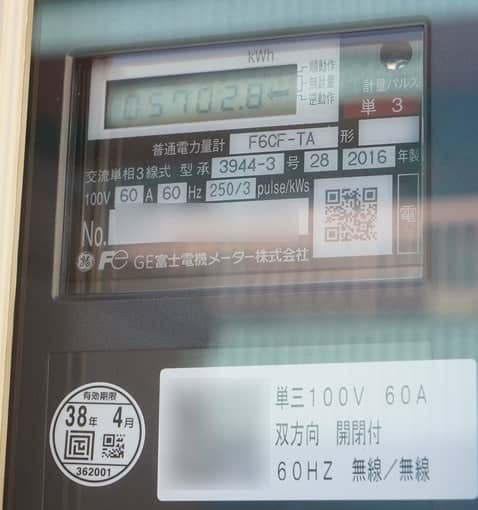 kWh
順動作
無計量
逆動作
05702.8
計量パルス
単 3
普通電力量計 F6CF-TA 形
交流単相3線式 型 承 3944-3 号 28 2016 年製
100V 60 A 60 Hz 250/3 pulse/kWs
No.
電
GE Fe GE富士電機メーター株式会社
有効期限
38年 4月
362001
単三100V 60A
双方向 開閉付
60HZ 無線/無線